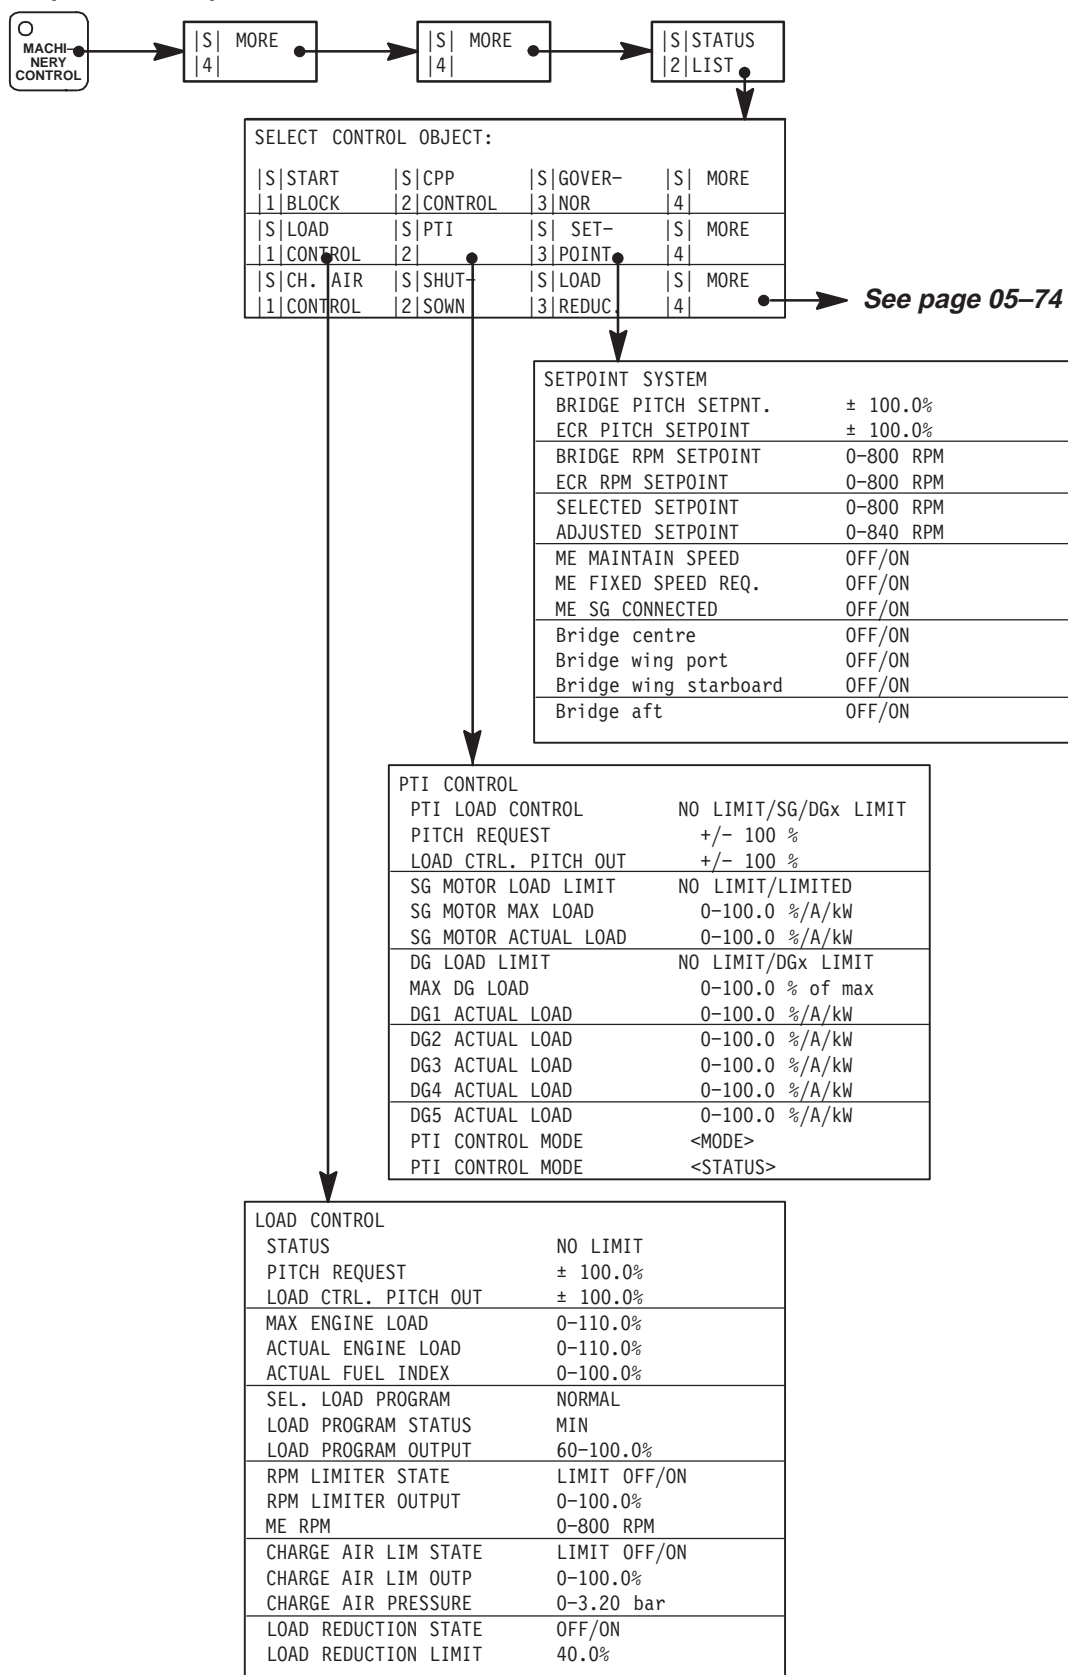 MACHI-
NERY
CONTROL
|S| MORE
|4|
|S| MORE
|4|
|S|STATUS
|2|LIST
SELECT CONTROL OBJECT:
|S|START |S|CPP |S|GOVER- |S| MORE
|1|BLOCK |2|CONTROL |3|NOR |4|
|S|LOAD |S|PTI |S| SET- |S| MORE
|1|CONTROL |2| |3|POINT |4|
|S|CH. AIR |S|SHUT- |S|LOAD |S| MORE
|1|CONTROL |2|SOWN |3|REDUC. |4|
See page 05–74
SETPOINT SYSTEM
BRIDGE PITCH SETPNT. ± 100.0%
ECR PITCH SETPOINT ± 100.0%
BRIDGE RPM SETPOINT 0-800 RPM
ECR RPM SETPOINT 0-800 RPM
SELECTED SETPOINT 0-800 RPM
ADJUSTED SETPOINT 0-840 RPM
ME MAINTAIN SPEED OFF/ON
ME FIXED SPEED REQ. OFF/ON
ME SG CONNECTED OFF/ON
Bridge centre OFF/ON
Bridge wing port OFF/ON
Bridge wing starboard OFF/ON
Bridge aft OFF/ON
PTI CONTROL
PTI LOAD CONTROL NO LIMIT/SG/DGx LIMIT
PITCH REQUEST +/- 100 %
LOAD CTRL. PITCH OUT +/- 100 %
SG MOTOR LOAD LIMIT NO LIMIT/LIMITED
SG MOTOR MAX LOAD 0-100.0 %/A/kW
SG MOTOR ACTUAL LOAD 0-100.0 %/A/kW
DG LOAD LIMIT NO LIMIT/DGx LIMIT
MAX DG LOAD 0-100.0 % of max
DG1 ACTUAL LOAD 0-100.0 %/A/kW
DG2 ACTUAL LOAD 0-100.0 %/A/kW
DG3 ACTUAL LOAD 0-100.0 %/A/kW
DG4 ACTUAL LOAD 0-100.0 %/A/kW
DG5 ACTUAL LOAD 0-100.0 %/A/kW
PTI CONTROL MODE <MODE>
PTI CONTROL MODE <STATUS>
LOAD CONTROL
STATUS NO LIMIT
PITCH REQUEST ± 100.0%
LOAD CTRL. PITCH OUT ± 100.0%
MAX ENGINE LOAD 0-110.0%
ACTUAL ENGINE LOAD 0-110.0%
ACTUAL FUEL INDEX 0-100.0%
SEL. LOAD PROGRAM NORMAL
LOAD PROGRAM STATUS MIN
LOAD PROGRAM OUTPUT 60-100.0%
RPM LIMITER STATE LIMIT OFF/ON
RPM LIMITER OUTPUT 0-100.0%
ME RPM 0-800 RPM
CHARGE AIR LIM STATE LIMIT OFF/ON
CHARGE AIR LIM OUTP 0-100.0%
CHARGE AIR PRESSURE 0-3.20 bar
LOAD REDUCTION STATE OFF/ON
LOAD REDUCTION LIMIT 40.0%